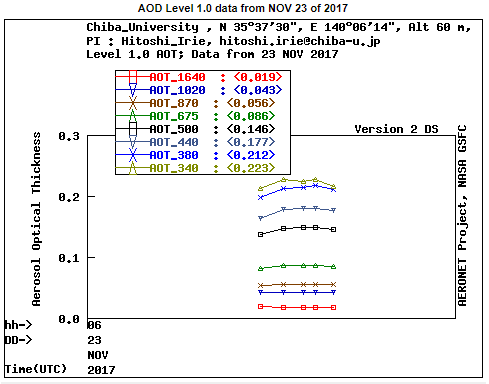 AOD Level 1.0 data from NOV 23 of 2017
Chiba_University , N 35°37'30", E 140°06'14", Alt 60 m,
PI : Hitoshi_Irie, hitoshi.irie@chiba-u.jp
Level 1.0 AOT; Data from 23 NOV 2017
AOT_1640 : <0.019>
AOT_1020 : <0.043>
AOT_870 : <0.056>
AOT_675 : <0.086>
AOT_500 : <0.146>
AOT_440 : <0.177>
AOT_380 : <0.212>
AOT_340 : <0.223>
Version 2 DS
0.3
0.2
0.1
0.0
Aerosol Optical Thickness
AERONET Project, NASA GSFC
hh-> 06
DD-> 23
NOV
Time(UTC) 2017